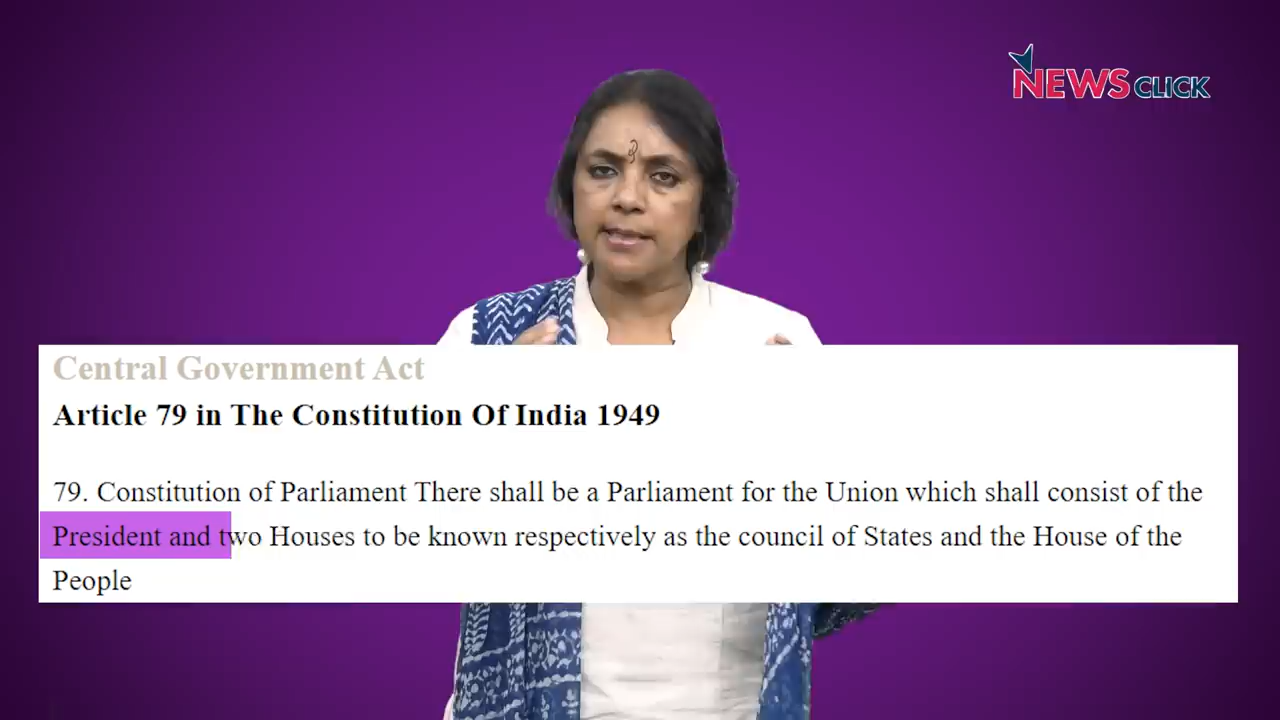 NEWSCLICK
Central Government Act
Article 79 in The Constitution Of India 1949
79. Constitution of Parliament There shall be a Parliament for the Union which shall consist of the
President and two Houses to be known respectively as the council of States and the House of the
People